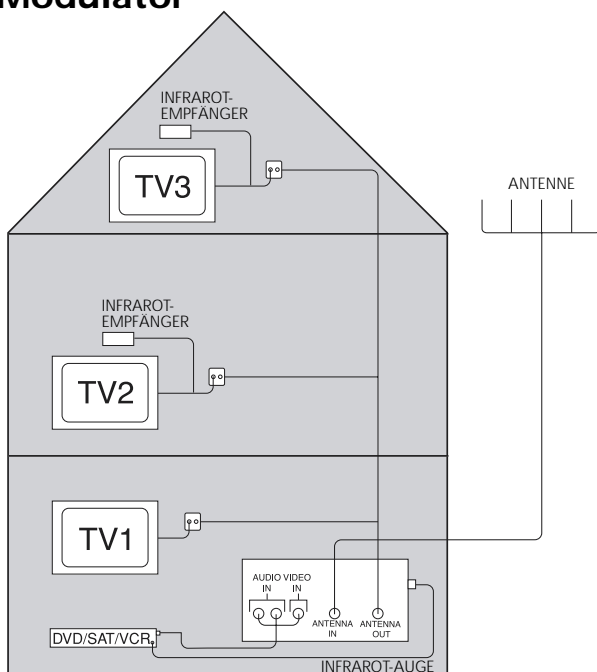 Modulator
INFRAROT-
EMPFÄNGER
TV3
ANTENNE
INFRAROT-
EMPFÄNGER
TV2
TV1
AUDIO VIDEO
IN IN
ANTENNA
IN
ANTENNA
OUT
DVD/SAT/VCR
INFRAROT-AUGE